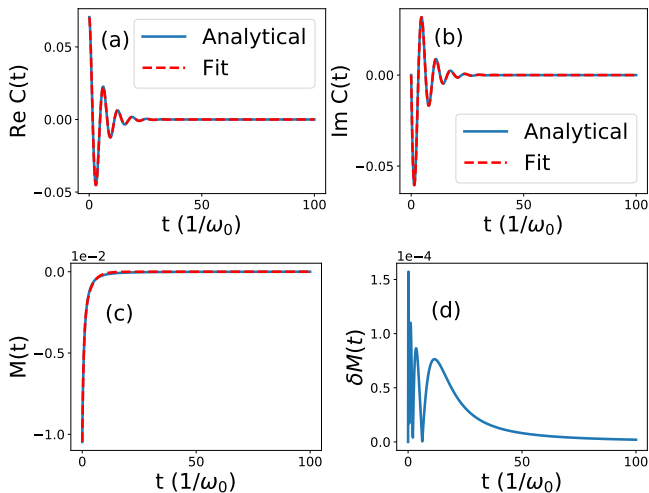 (a)
Analytical
Fit
0.05
0.00
−0.05
Re C(t)
0
50
100
t (1/ω₀)
(b)
Analytical
Fit
0.00
−0.05
Im C(t)
0
50
100
t (1/ω₀)
1e−2
(c)
0.0
−0.5
−1.0
M(t)
0
50
100
t (1/ω₀)
1e−4
(d)
1.5
1.0
0.5
0.0
δM(t)
0
50
100
t (1/ω₀)